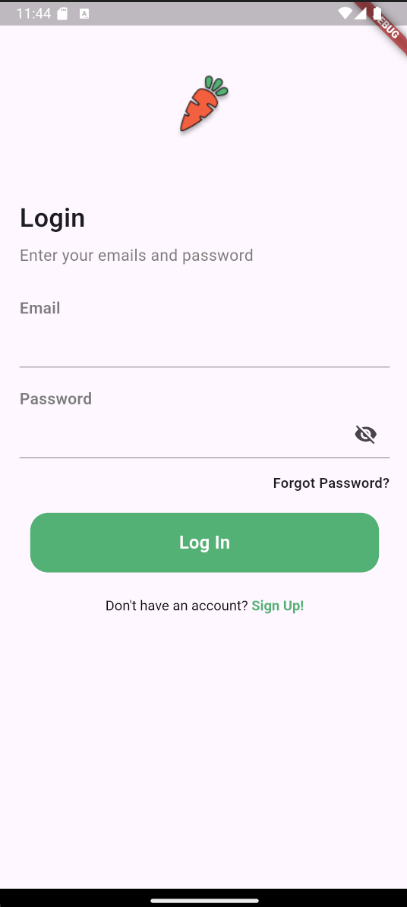 11:44
A
EBUG
Login
Enter your emails and password
Email
Password
Forgot Password?
Log In
Don't have an account? Sign Up!